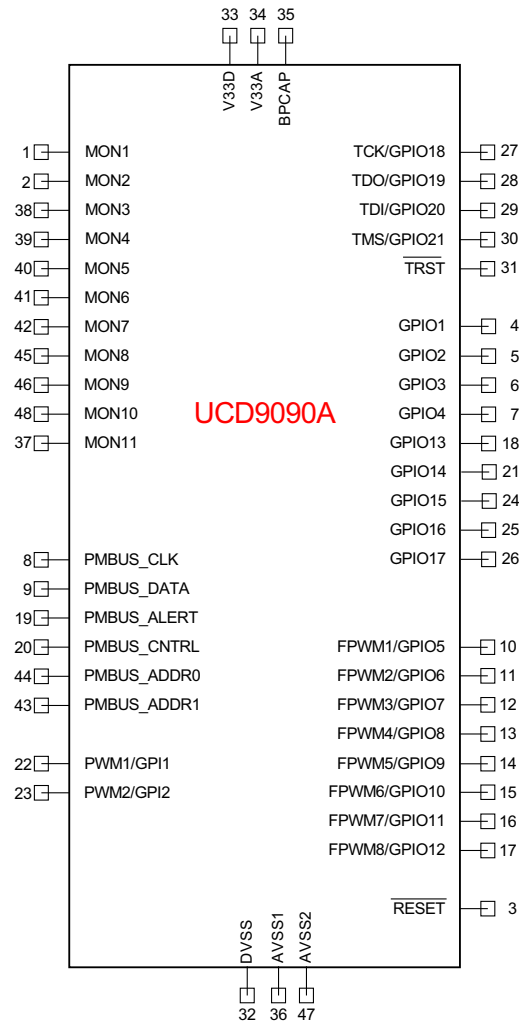 33 34 35
V33D V33A BPCAP
1 MON1 TCK/GPIO18 27
2 MON2 TDO/GPIO19 28
38 MON3 TDI/GPIO20 29
39 MON4 TMS/GPIO21 30
40 MON5 TRST 31
41 MON6
42 MON7 GPIO1 4
45 MON8 GPIO2 5
46 MON9 GPIO3 6
48 MON10 UCD9090A GPIO4 7
37 MON11 GPIO13 18
GPIO14 21
GPIO15 24
GPIO16 25
8 PMBUS_CLK GPIO17 26
9 PMBUS_DATA
19 PMBUS_ALERT
20 PMBUS_CNTRL FPWM1/GPIO5 10
44 PMBUS_ADDR0 FPWM2/GPIO6 11
43 PMBUS_ADDR1 FPWM3/GPIO7 12
FPWM4/GPIO8 13
22 PWM1/GPI1 FPWM5/GPIO9 14
23 PWM2/GPI2 FPWM6/GPIO10 15
FPWM7/GPIO11 16
FPWM8/GPIO12 17
RESET 3
DVSS AVSS1 AVSS2
32 36 47